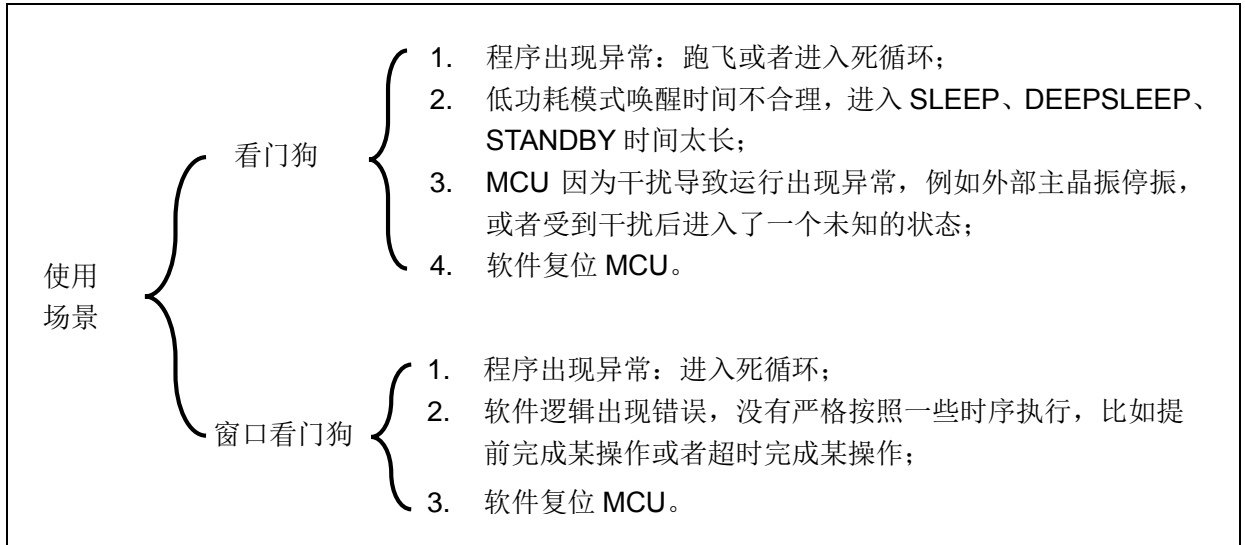 1. 程序出现异常：跑飞或者进入死循环；
2. 低功耗模式唤醒时间不合理，进入 SLEEP、DEEPSLEEP、
STANDBY 时间太长；
看门狗
3. MCU 因为干扰导致运行出现异常，例如外部主晶振停振，
或者受到干扰后进入了一个未知的状态；
4. 软件复位 MCU。
使用
场景
1. 程序出现异常：进入死循环；
2. 软件逻辑出现错误，没有严格按照一些时序执行，比如提
窗口看门狗
前完成某操作或者超时完成某操作；
3. 软件复位 MCU。